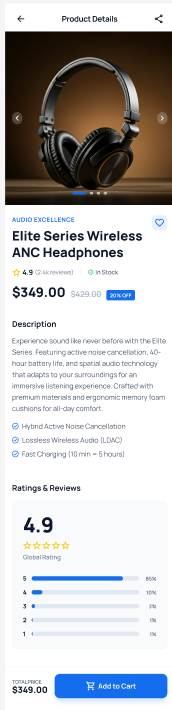 Product Details
AUDIO EXCELLENCE
Elite Series Wireless
ANC Headphones
4.9 (2.4k reviews) In Stock
$349.00 $429.00 20% OFF
Description
Experience sound like never before with the Elite
Series. Featuring active noise cancellation, 40-
hour battery life, and spatial audio technology
that adapts to your surroundings for an
immersive listening experience. Crafted with
premium materials and ergonomic memory foam
cushions for all-day comfort.
Hybrid Active Noise Cancellation
Lossless Wireless Audio (LDAC)
Fast Charging (10 min = 5 hours)
Ratings & Reviews
4.9
Global Rating
5 85%
4 10%
3 3%
2 1%
1 1%
TOTAL PRICE
$349.00
Add to Cart